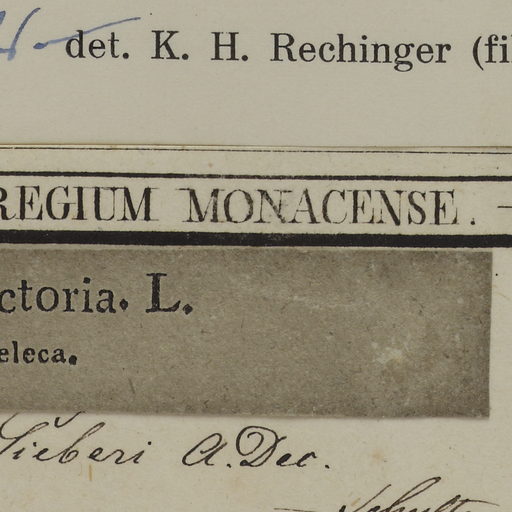 det. K. H. Rechinger (fil
REGIUM MONACENSE. —
ctoria. L.
eleca.
Sieberi A. Dec.